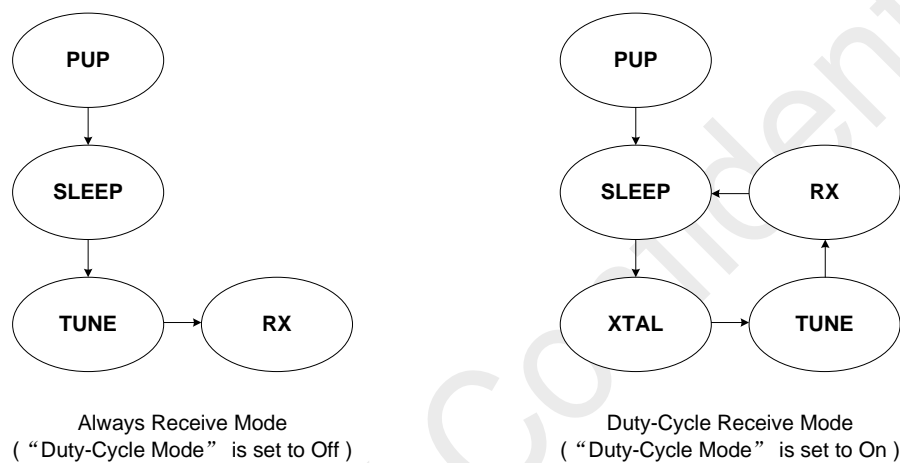 PUP
SLEEP
TUNE
RX
Always Receive Mode
( “Duty-Cycle Mode” is set to Off )
PUP
SLEEP
RX
XTAL
TUNE
Duty-Cycle Receive Mode
( “Duty-Cycle Mode” is set to On )
Confident